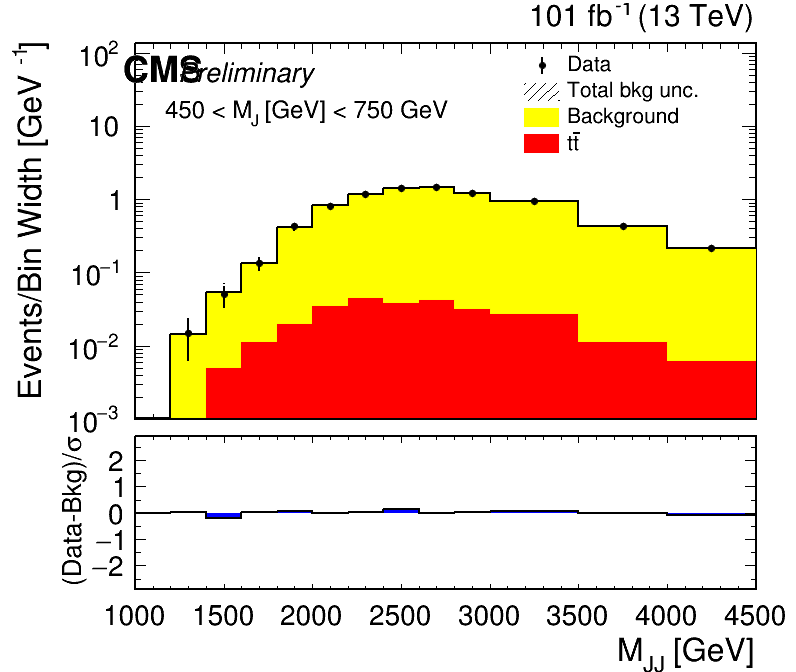 101 fb⁻¹ (13 TeV)
CMS Preliminary
450 < M_J [GeV] < 750 GeV
Data
Total bkg unc.
Background
tt̄
Events/Bin Width [GeV⁻¹]
10²
10
1
10⁻¹
10⁻²
10⁻³
(Data-Bkg)/σ
2
1
0
−1
−2
1000 1500 2000 2500 3000 3500 4000 4500
M_JJ [GeV]